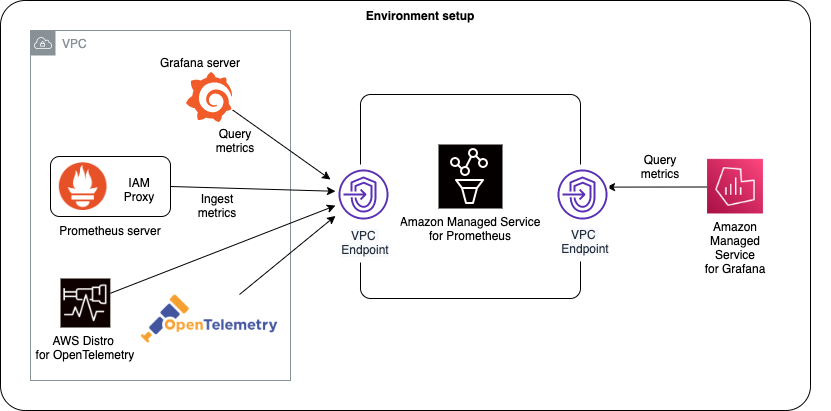 Environment setup
VPC
Grafana server
Query
metrics
IAM
Proxy
Ingest
metrics
Prometheus server
AWS Distro
for OpenTelemetry
OpenTelemetry
VPC
Endpoint
Amazon Managed Service
for Prometheus
VPC
Endpoint
Query
metrics
Amazon
Managed
Service
for Grafana